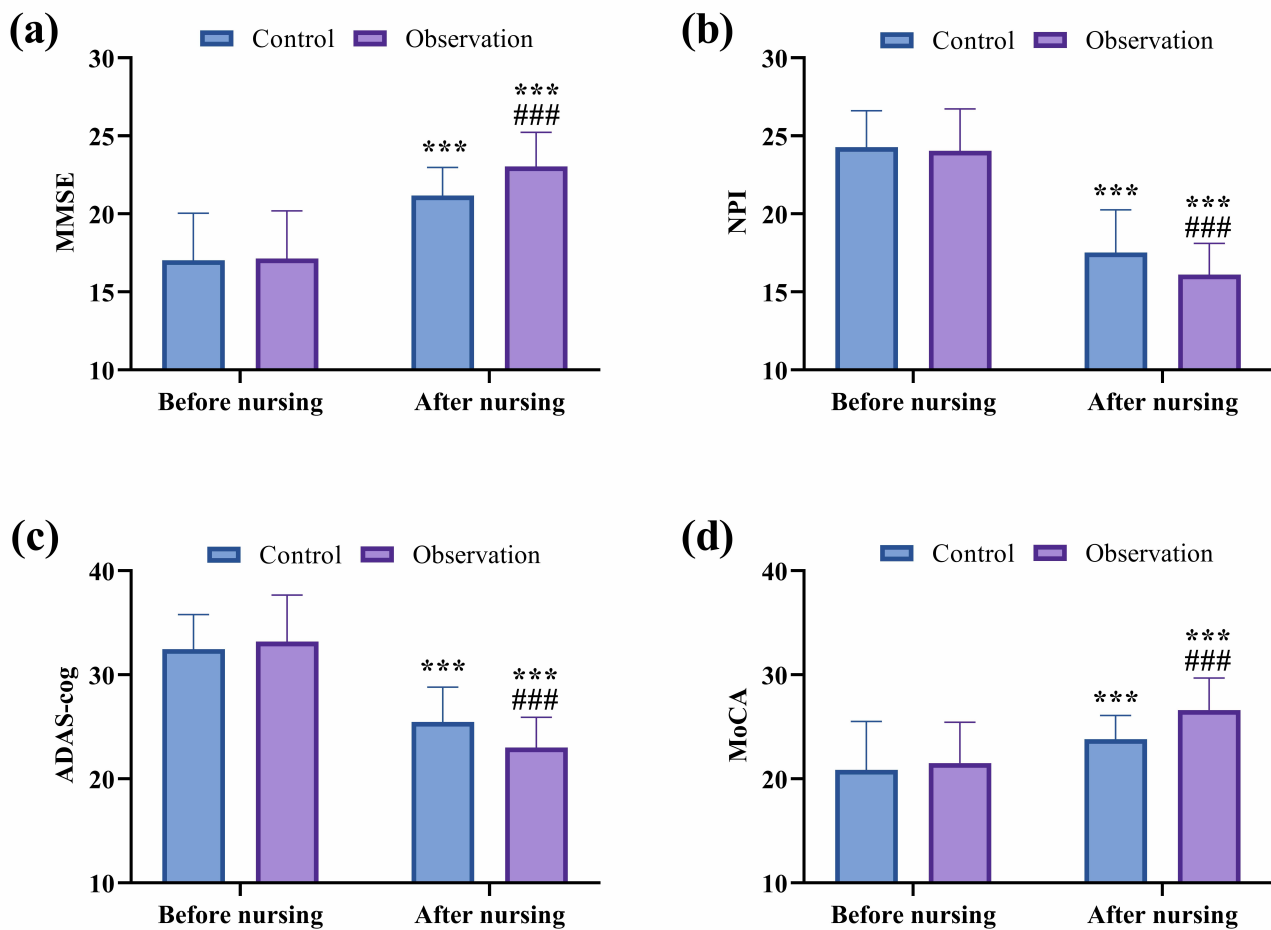 (a)
Control Observation
30
25
20
15
10
MMSE
***
***
###
Before nursing After nursing
(b)
Control Observation
30
25
20
15
10
NPI
***
***
###
Before nursing After nursing
(c)
Control Observation
40
30
20
10
ADAS-cog
***
***
###
Before nursing After nursing
(d)
Control Observation
40
30
20
10
MoCA
***
***
###
Before nursing After nursing